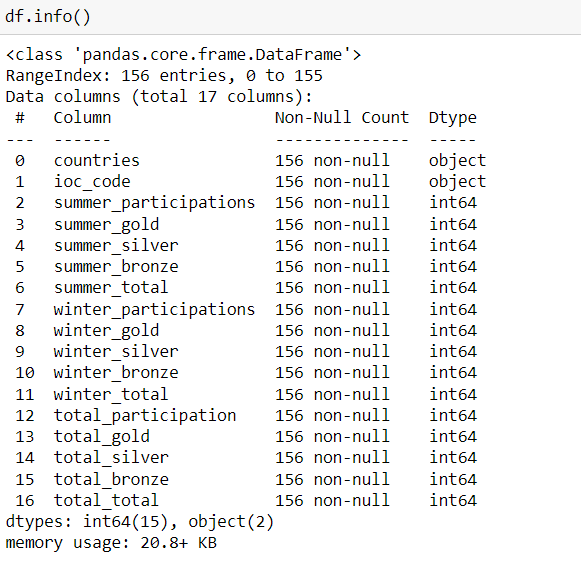 df.info()
<class 'pandas.core.frame.DataFrame'>
RangeIndex: 156 entries, 0 to 155
Data columns (total 17 columns):
 #   Column                 Non-Null Count  Dtype
---  ------                 --------------  -----
 0   countries              156 non-null    object
 1   ioc_code               156 non-null    object
 2   summer_participations  156 non-null    int64
 3   summer_gold            156 non-null    int64
 4   summer_silver          156 non-null    int64
 5   summer_bronze          156 non-null    int64
 6   summer_total           156 non-null    int64
 7   winter_participations  156 non-null    int64
 8   winter_gold            156 non-null    int64
 9   winter_silver          156 non-null    int64
 10  winter_bronze          156 non-null    int64
 11  winter_total           156 non-null    int64
 12  total_participation    156 non-null    int64
 13  total_gold             156 non-null    int64
 14  total_silver           156 non-null    int64
 15  total_bronze           156 non-null    int64
 16  total_total            156 non-null    int64
dtypes: int64(15), object(2)
memory usage: 20.8+ KB